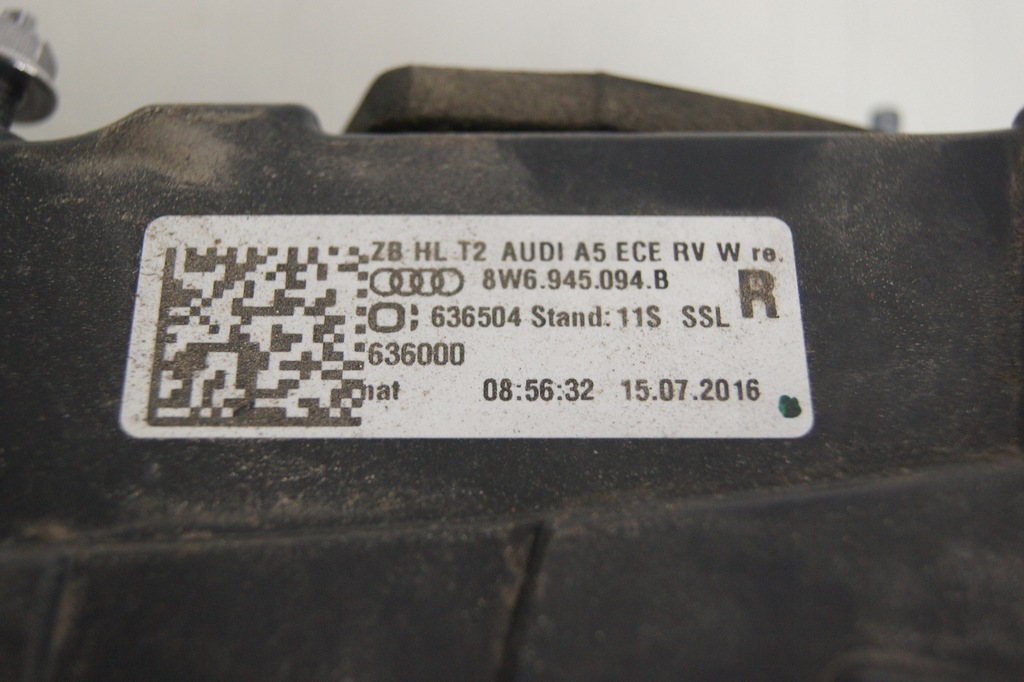 ZB HL T2 AUDI A5 ECE RV W re.
8W6.945.094.B
R
636504 Stand: 11S SSL
636000
08:56:32 15.07.2016